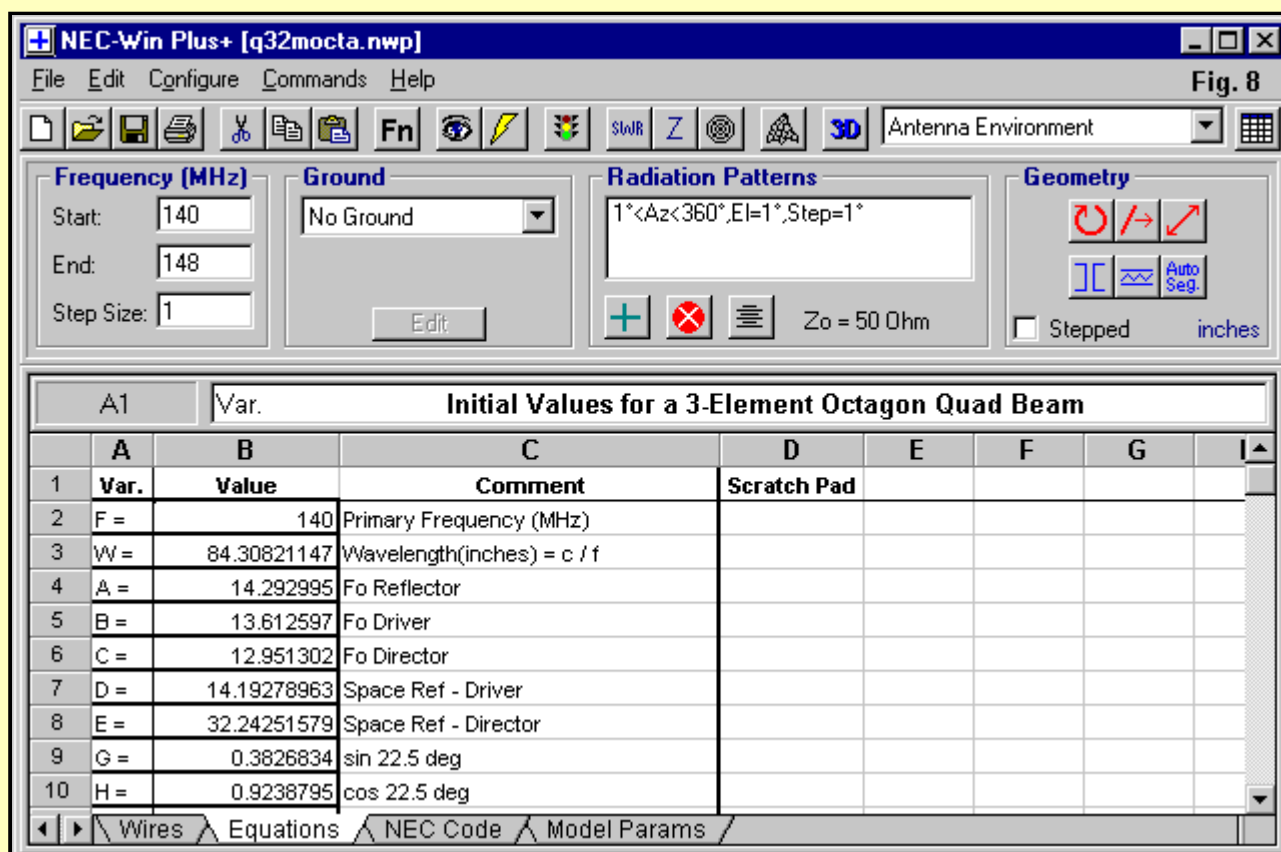 NEC-Win Plus+ [q32mocta.nwp]
File Edit Configure Commands Help Fig. 8
Fn SWR Z 3D Antenna Environment
Frequency (MHz) Ground Radiation Patterns Geometry
Start: 140 No Ground 1°<Az<360°,El=1°,Step=1°
End: 148
Auto Seg.
Step Size: 1 Edit Zo = 50 Ohm Stepped inches
A1 Var. Initial Values for a 3-Element Octagon Quad Beam
A B C D E F G
1 Var. Value Comment Scratch Pad
2 F = 140 Primary Frequency (MHz)
3 W = 84.30821147 Wavelength(inches) = c / f
4 A = 14.292995 Fo Reflector
5 B = 13.612597 Fo Driver
6 C = 12.951302 Fo Director
7 D = 14.19278963 Space Ref - Driver
8 E = 32.24251579 Space Ref - Director
9 G = 0.3826834 sin 22.5 deg
10 H = 0.9238795 cos 22.5 deg
Wires Equations NEC Code Model Params